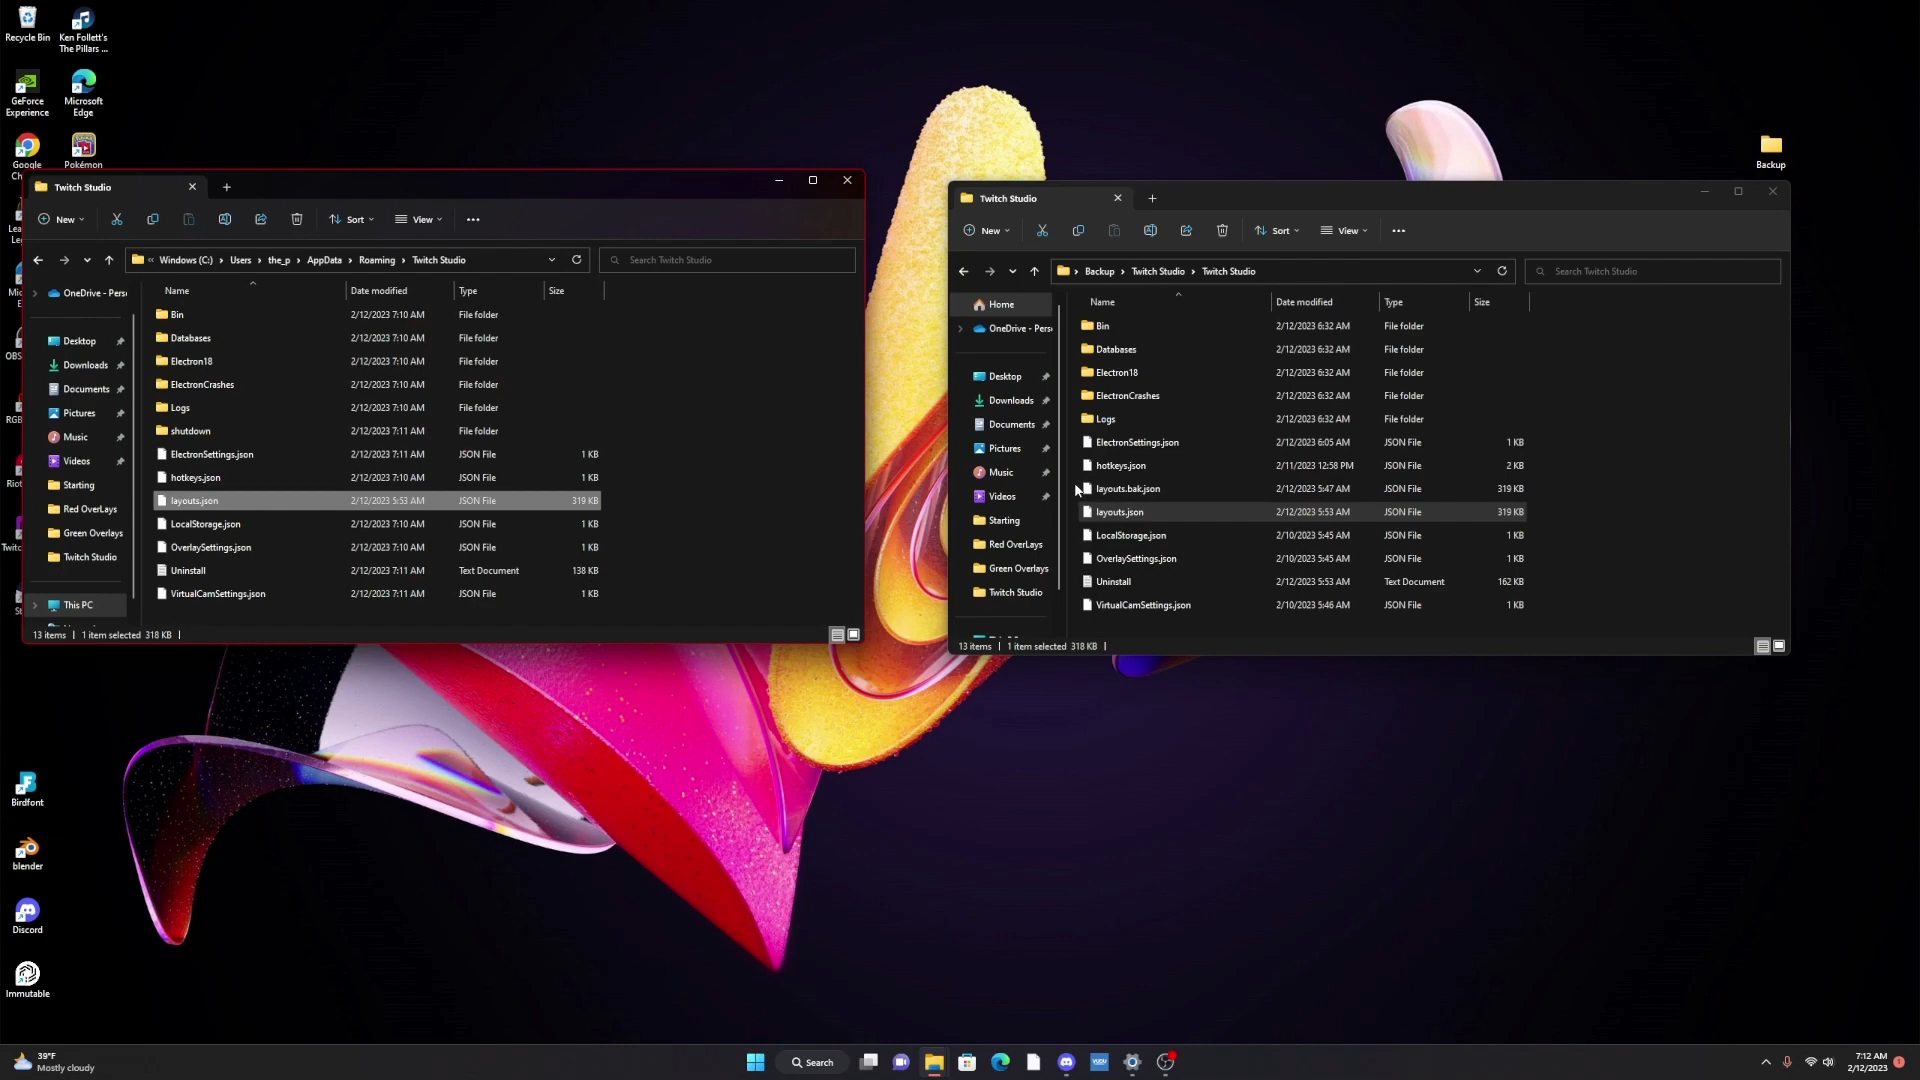 Recycle Bin
Ken Follett's
The Pillars ...
GeForce
Experience
Microsoft
Edge
Google
Pokémon
Backup
Birdfont
blender
Discord
Immutable
Twitch Studio
New
Sort
View
Windows (C:) › Users › the_p › AppData › Roaming › Twitch Studio
Search Twitch Studio
Name Date modified Type Size
OneDrive - Pers
Desktop
Downloads
Documents
Pictures
Music
Videos
Starting
Red OverLays
Green Overlays
Twitch Studio
This PC
Bin 2/12/2023 7:10 AM File folder
Databases 2/12/2023 7:10 AM File folder
Electron18 2/12/2023 7:10 AM File folder
ElectronCrashes 2/12/2023 7:10 AM File folder
Logs 2/12/2023 7:10 AM File folder
shutdown 2/12/2023 7:11 AM File folder
ElectronSettings.json 2/12/2023 7:11 AM JSON File 1 KB
hotkeys.json 2/12/2023 7:10 AM JSON File 1 KB
layouts.json 2/12/2023 5:53 AM JSON File 319 KB
LocalStorage.json 2/12/2023 7:10 AM JSON File 1 KB
OverlaySettings.json 2/12/2023 7:10 AM JSON File 1 KB
Uninstall 2/12/2023 7:11 AM Text Document 138 KB
VirtualCamSettings.json 2/12/2023 7:11 AM JSON File 1 KB
13 items | 1 item selected 318 KB |
Twitch Studio
New
Sort
View
Backup › Twitch Studio › Twitch Studio
Search Twitch Studio
Name Date modified Type Size
Home
OneDrive - Pers
Desktop
Downloads
Documents
Pictures
Music
Videos
Starting
Red OverLays
Green Overlays
Twitch Studio
Bin 2/12/2023 6:32 AM File folder
Databases 2/12/2023 6:32 AM File folder
Electron18 2/12/2023 6:32 AM File folder
ElectronCrashes 2/12/2023 6:32 AM File folder
Logs 2/12/2023 6:32 AM File folder
ElectronSettings.json 2/12/2023 6:05 AM JSON File 1 KB
hotkeys.json 2/11/2023 12:58 PM JSON File 2 KB
layouts.bak.json 2/12/2023 5:47 AM JSON File 319 KB
layouts.json 2/12/2023 5:53 AM JSON File 319 KB
LocalStorage.json 2/10/2023 5:45 AM JSON File 1 KB
OverlaySettings.json 2/10/2023 5:45 AM JSON File 1 KB
Uninstall 2/12/2023 5:53 AM Text Document 162 KB
VirtualCamSettings.json 2/10/2023 5:46 AM JSON File 1 KB
13 items | 1 item selected 318 KB |
39°F
Mostly cloudy
Search
VUDU
7:12 AM
2/12/2023
1